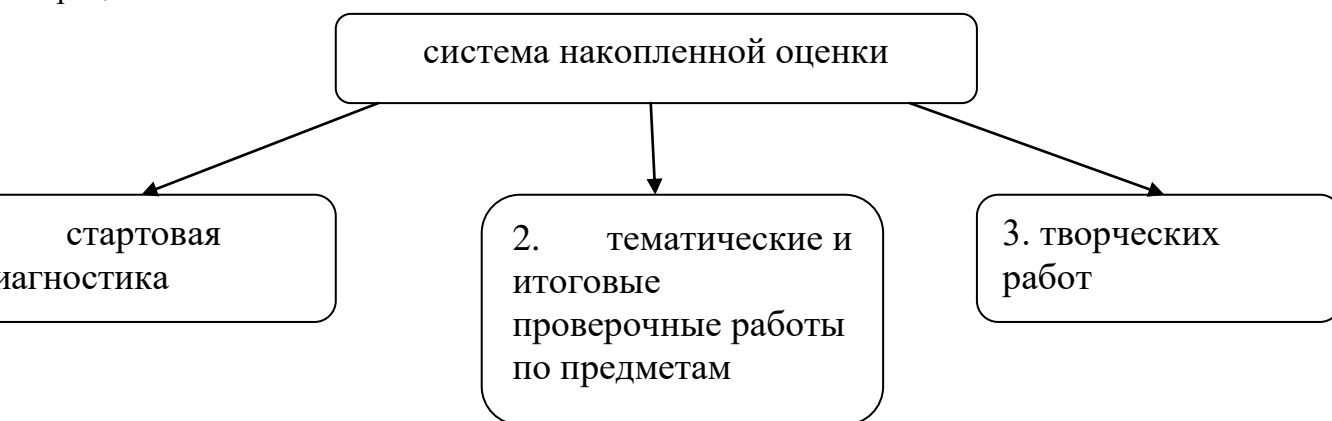 система накопленной оценки
стартовая
иагностика
2. тематические и
итоговые
проверочные работы
по предметам
3. творческих
работ